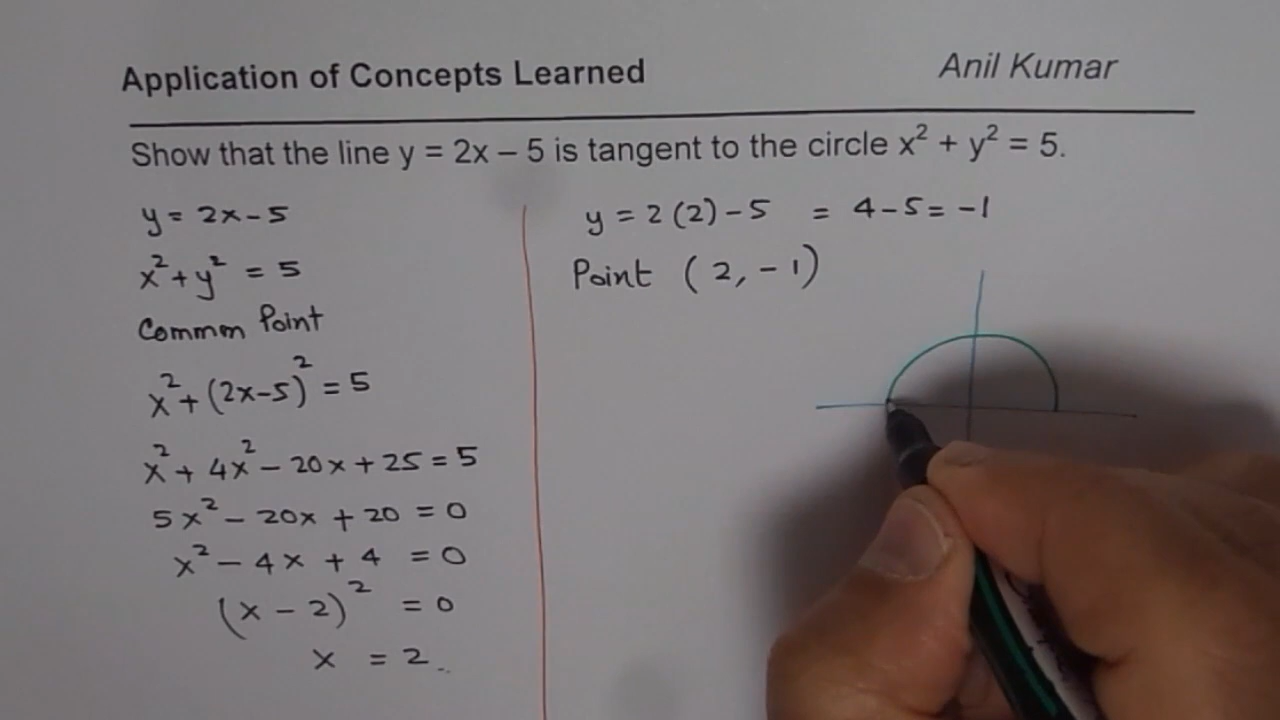 Application of Concepts Learned
Anil Kumar
Show that the line y = 2x – 5 is tangent to the circle x² + y² = 5.
y = 2x - 5
x² + y² = 5
Common Point
x² + (2x-5)² = 5
x² + 4x² - 20x + 25 = 5
5x² - 20x + 20 = 0
x² - 4x + 4 = 0
(x - 2)² = 0
x = 2
y = 2(2) - 5 = 4 - 5 = -1
Point (2, -1)